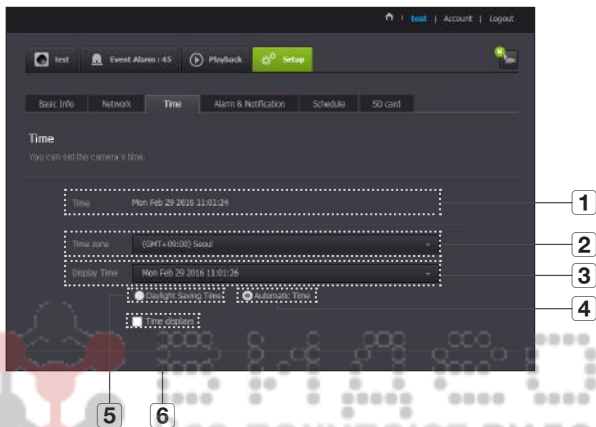 test | Account | Logout
test
Event Alarm : 45
Playback
Setup
N
Basic Info
Network
Time
Alarm & Notification
Schedule
SD card
Time
You can set the camera's time.
Time Mon Feb 29 2016 11:01:24
1
Time zone (GMT+09:00) Seoul
2
Display Time Mon Feb 29 2016 11:01:26
3
Daylight Saving Time Automatic Time
4
Time displays
5
6